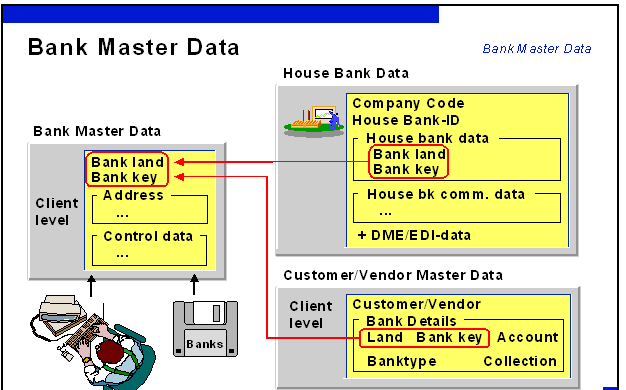 Bank Master Data
Bank Master Data
House Bank Data
Company Code
House Bank-ID
House bank data
Bank land
Bank key
House bk comm. data
...
+ DME/EDI-data
Bank Master Data
Client
level
Bank land
Bank key
Address
...
Control data
...
Banks
Customer/Vendor Master Data
Client
level
Customer/Vendor
Bank Details
Land Bank key Account
Banktype Collection